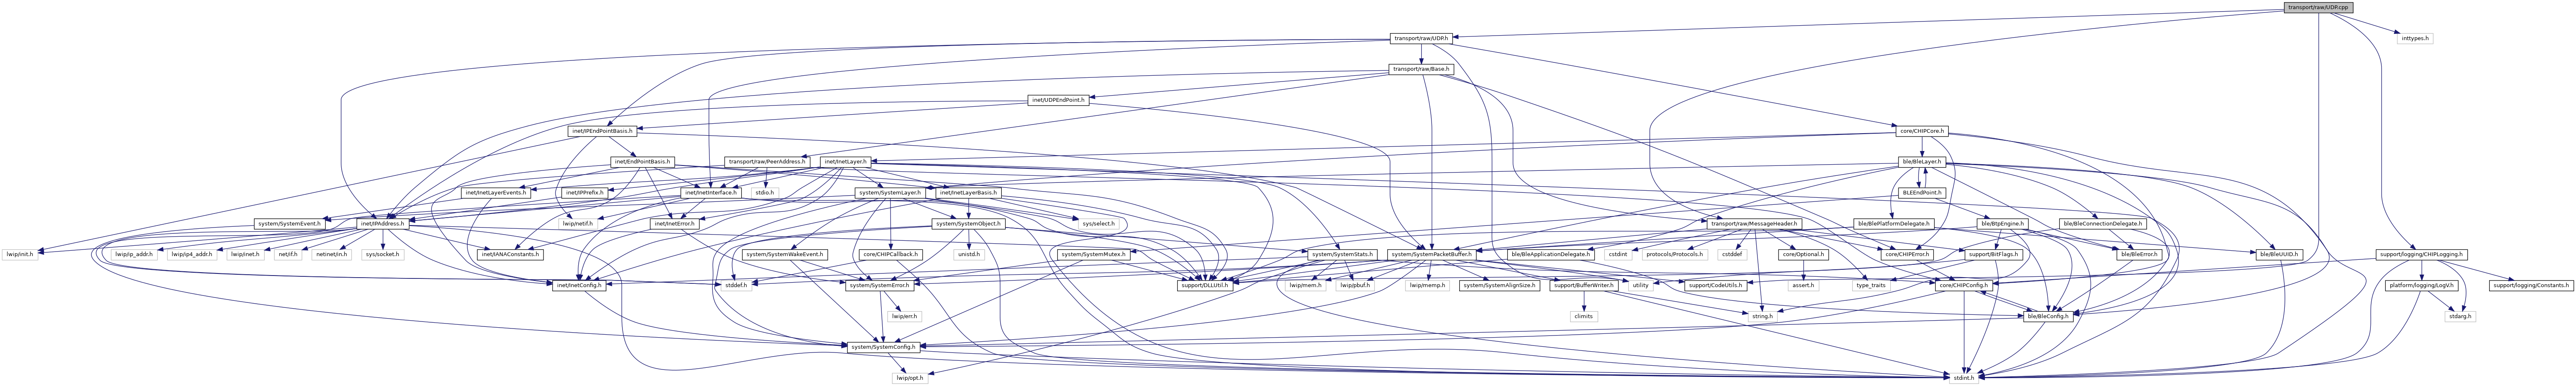 transport/raw/UDP.cpp
transport/raw/UDP.h
inttypes.h
transport/raw/Base.h
inet/UDPEndPoint.h
inet/IPEndPointBasis.h
core/CHIPCore.h
inet/EndPointBasis.h
transport/raw/PeerAddress.h
inet/InetLayer.h
ble/BleLayer.h
inet/InetLayerEvents.h
inet/IPPrefix.h
inet/InetInterface.h
stdio.h
system/SystemLayer.h
inet/InetLayerBasis.h
BLEEndPoint.h
system/SystemEvent.h
inet/IPAddress.h
lwip/netif.h
inet/InetError.h
system/SystemObject.h
sys/select.h
transport/raw/MessageHeader.h
ble/BlePlatformDelegate.h
ble/BtpEngine.h
ble/BleConnectionDelegate.h
lwip/init.h
lwip/ip_addr.h
lwip/ip4_addr.h
lwip/inet.h
net/if.h
netinet/in.h
sys/socket.h
inet/IANAConstants.h
system/SystemWakeEvent.h
core/CHIPCallback.h
unistd.h
system/SystemMutex.h
system/SystemStats.h
system/SystemPacketBuffer.h
ble/BleApplicationDelegate.h
cstdint
protocols/Protocols.h
cstddef
core/Optional.h
core/CHIPError.h
support/BitFlags.h
ble/BleError.h
ble/BleUUID.h
support/logging/CHIPLogging.h
inet/InetConfig.h
stddef.h
system/SystemError.h
support/DLLUtil.h
lwip/mem.h
lwip/pbuf.h
lwip/memp.h
system/SystemAlignSize.h
support/BufferWriter.h
utility
support/CodeUtils.h
assert.h
type_traits
core/CHIPConfig.h
platform/logging/LogV.h
support/logging/Constants.h
lwip/err.h
climits
string.h
ble/BleConfig.h
stdarg.h
system/SystemConfig.h
lwip/opt.h
stdint.h